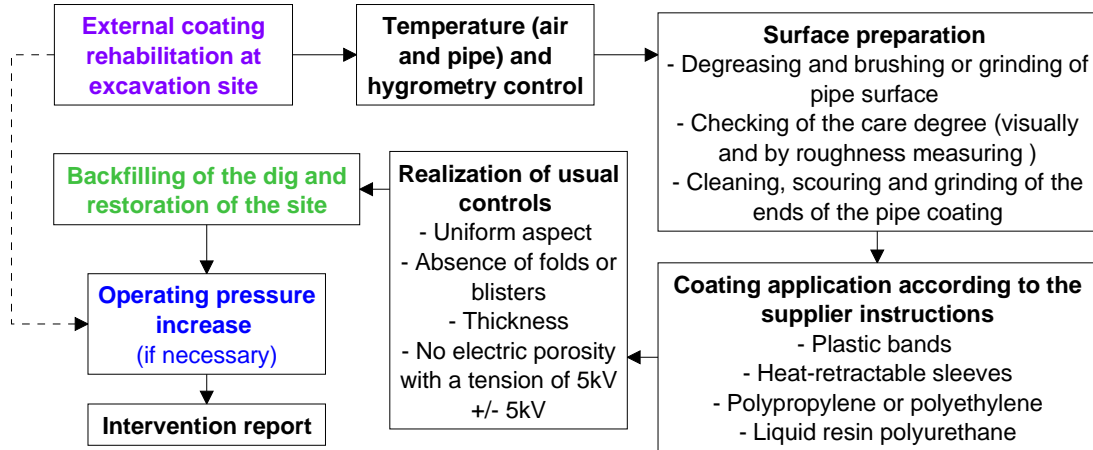 External coating
rehabilitation at
excavation site
Temperature (air
and pipe) and
hygrometry control
Surface preparation
- Degreasing and brushing or grinding of
pipe surface
- Checking of the care degree (visually
and by roughness measuring )
- Cleaning, scouring and grinding of the
ends of the pipe coating
Coating application according to the
supplier instructions
- Plastic bands
- Heat-retractable sleeves
- Polypropylene or polyethylene
- Liquid resin polyurethane
Realization of usual
controls
- Uniform aspect
- Absence of folds or
blisters
- Thickness
- No electric porosity
with a tension of 5kV
+/- 5kV
Backfilling of the dig and
restoration of the site
Operating pressure
increase
(if necessary)
Intervention report